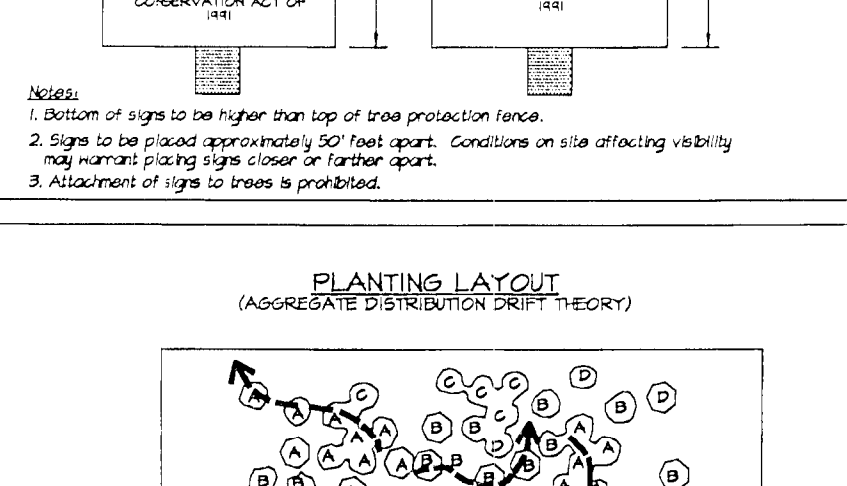 CONSERVATION ACT OF
1991
1991
Notes:
1. Bottom of signs to be higher than top of tree protection fence.
2. Signs to be placed approximately 50' feet apart. Conditions on site affecting visibility
may warrant placing signs closer or farther apart.
3. Attachment of signs to trees is prohibited.
PLANTING LAYOUT
(AGGREGATE DISTRIBUTION DRIFT THEORY)
C C C D
A C B B D
A A A A B B C A
A A A A B B D B A
B B B B A B
A